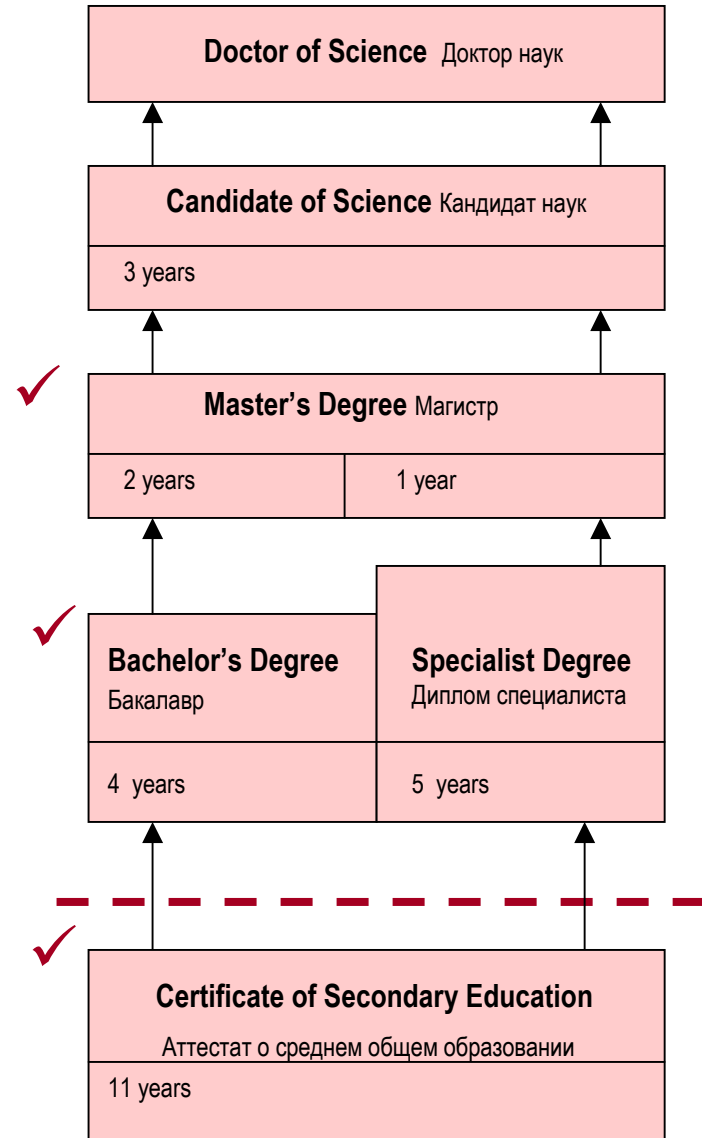 Doctor of Science Доктор наук
Candidate of Science Кандидат наук
3 years
Master’s Degree Магистр
2 years
1 year
Bachelor’s Degree
Бакалавр
4 years
Specialist Degree
Диплом специалиста
5 years
Certificate of Secondary Education
Аттестат о среднем общем образовании
11 years